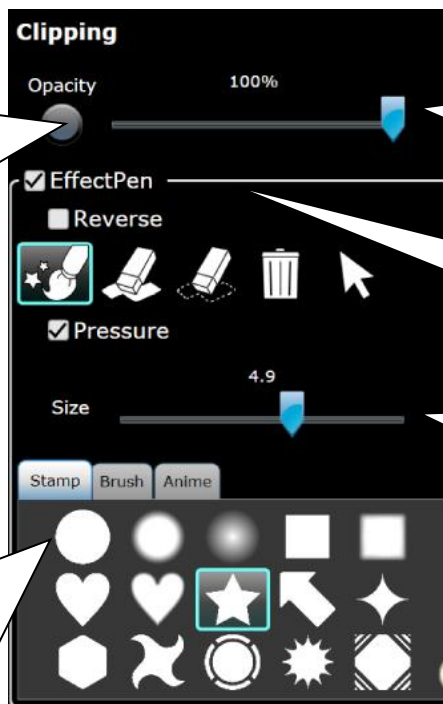 Clipping
Opacity 100%
EffectPen
Reverse
Pressure
4.9
Size
Stamp Brush Anime